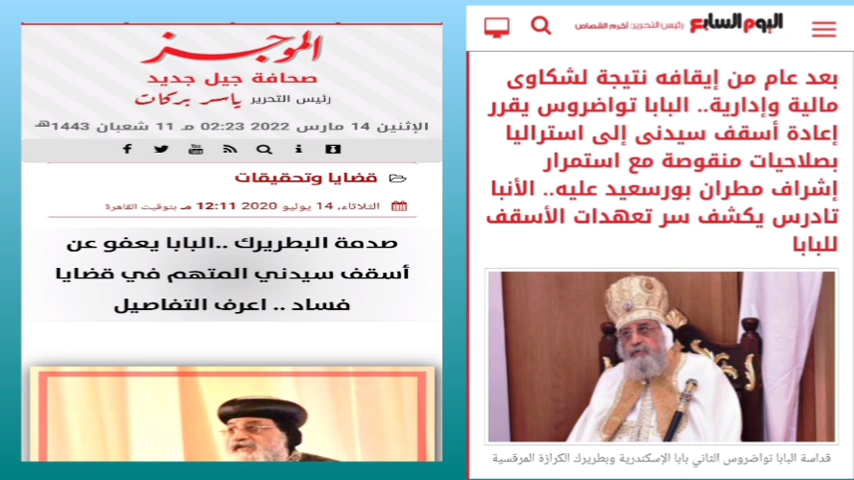 اليوم السابع
رئيس التحرير: أكرم القصاص
بعد عام من إيقافه نتيجة لشكاوى
مالية وإدارية.. البابا تواضروس يقرر
إعادة أسقف سيدنى إلى استراليا
بصلاحيات منقوصة مع استمرار
إشراف مطران بورسعيد عليه.. الأنبا
تادرس يكشف سر تعهدات الأسقف
للبابا
قداسة البابا تواضروس الثاني بابا الإسكندرية وبطريرك الكرازة المرقسية
الموجز
صحافة جيل جديد
رئيس التحرير ياسر بركات
الإثنين 14 مارس 2022 02:23 مـ 11 شعبان 1443هـ
قضايا وتحقيقات
الثلاثاء، 14 يوليو 2020 12:11 مـ بتوقيت القاهرة
صدمة البطريرك ..البابا يعفو عن
أسقف سيدني المتهم في قضايا
فساد .. اعرف التفاصيل